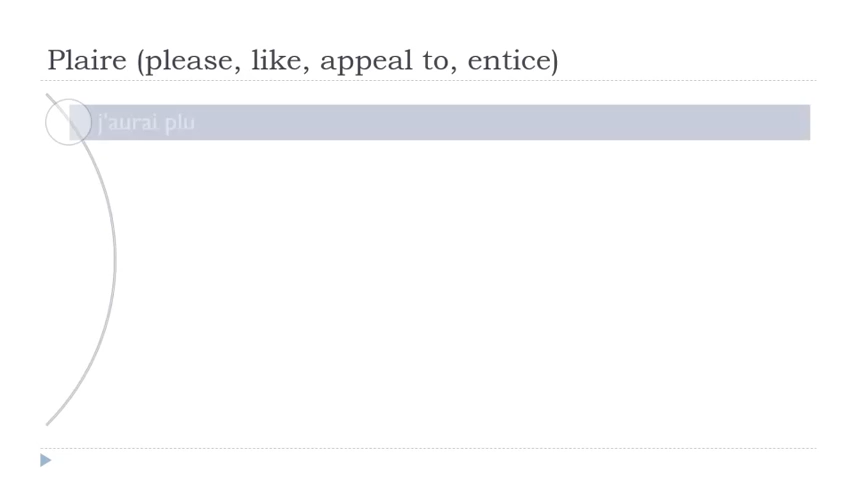 Plaire (please, like, appeal to, entice)
j'aurai plu